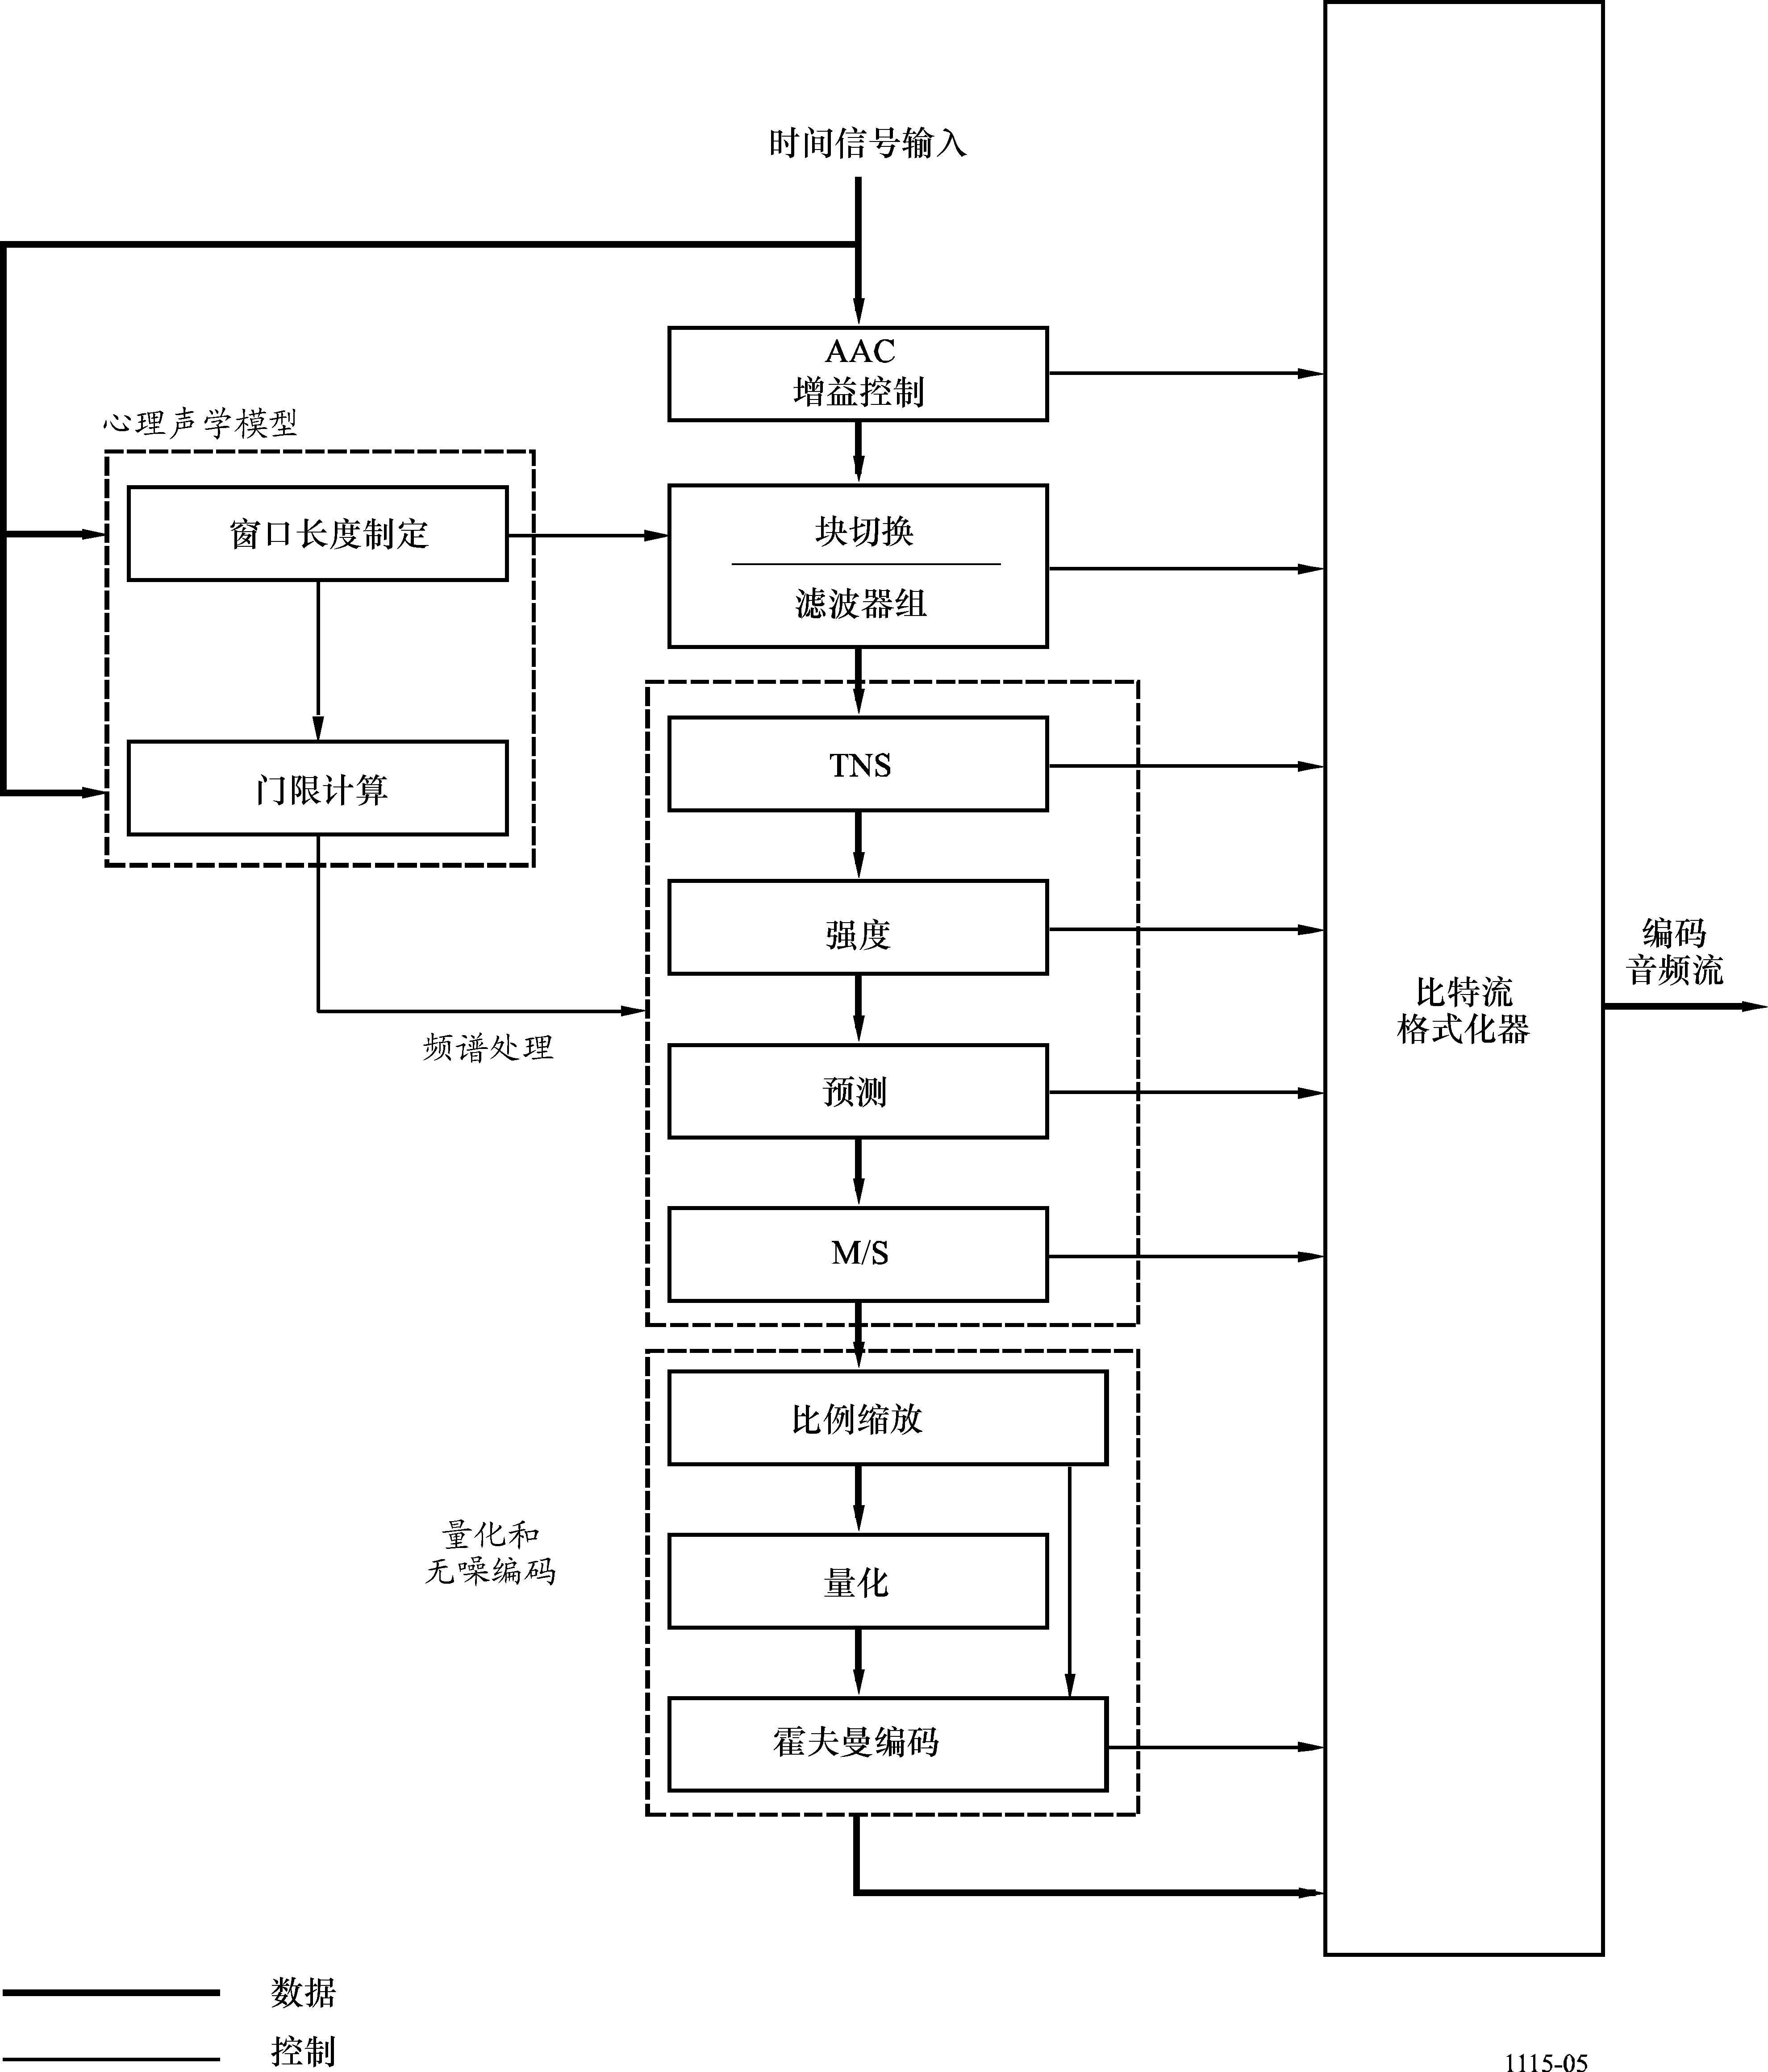 时间信号输入
AAC
增益控制
心理声学模型
窗口长度制定
块切换
滤波器组
门限计算
TNS
强度
编码
音频流
比特流
格式化器
频谱处理
预测
M/S
比例缩放
量化和
无噪编码
量化
霍夫曼编码
数据
控制
1115-05